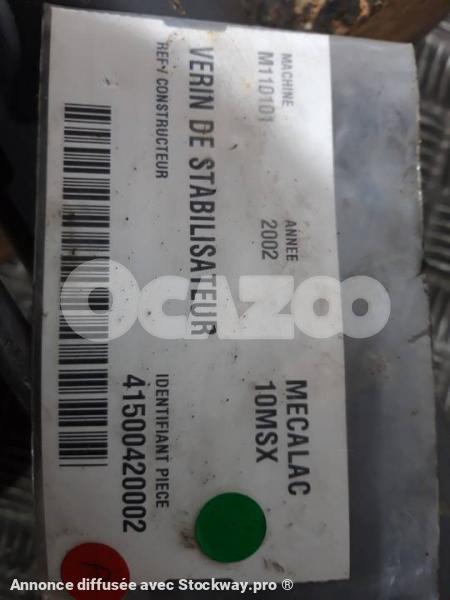 MACHINE
M110101
ANNEE
2002
MECALAC
10MSX
VERIN DE STABILISATEUR
REF/ CONSTRUCTEUR
IDENTIFIANT PIECE
41500420002
OCAZOO
Annonce diffusée avec Stockway.pro ®